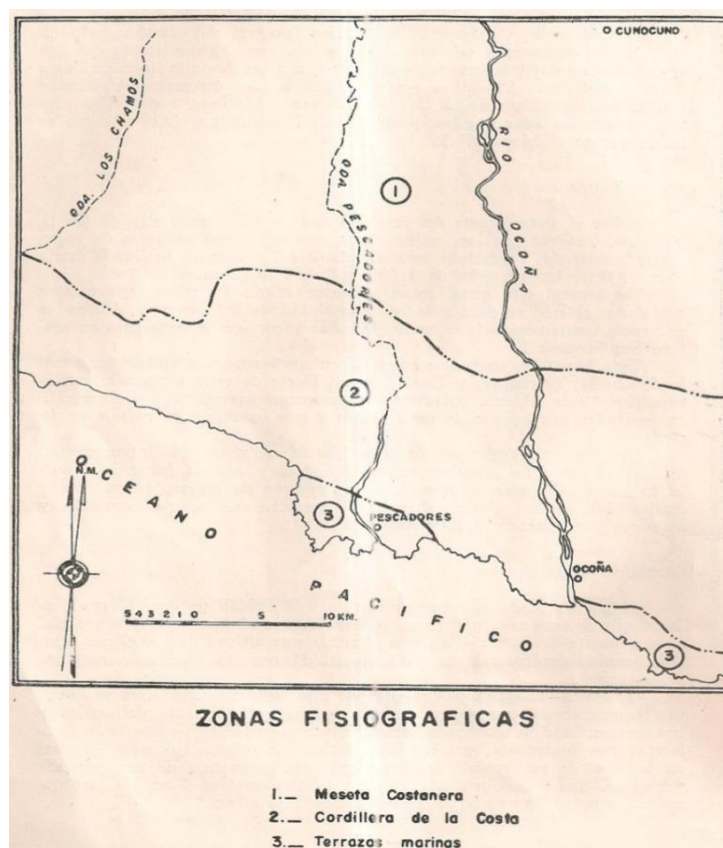 CUNOCUNO
QDA. LOS CHAMOS
QDA. PESCADORES
RIO OCOÑA
1
2
OCEANO PACIFICO
N.M.
3
PESCADORES
OCOÑA
5 4 3 2 1 0 5 10 KM.
3
ZONAS FISIOGRAFICAS
1._ Meseta Costanera
2._ Cordillera de la Costa
3._ Terrazas marinas